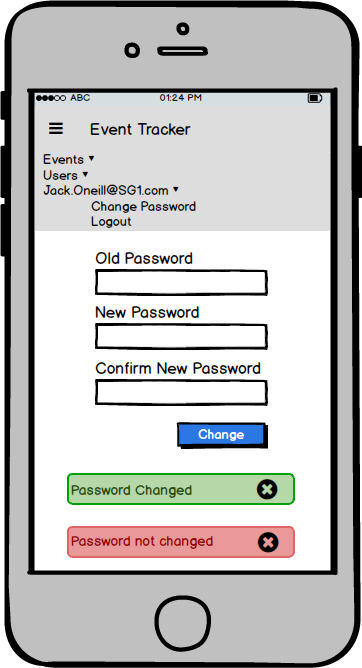 ABC 01:24 PM
Event Tracker
Events
Users
Jack.Oneill@SG1.com
Change Password
Logout
Old Password
New Password
Confirm New Password
Change
Password Changed
Password not changed